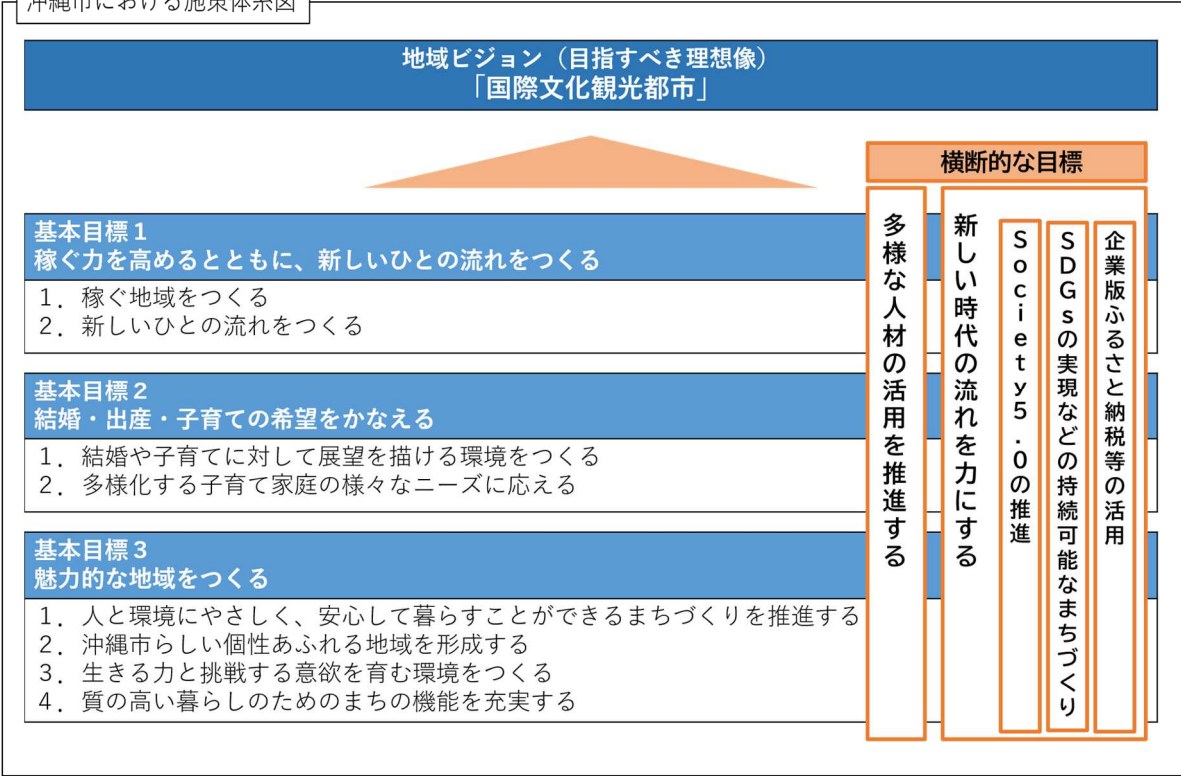 沖縄市における施策体系図
地域ビジョン（目指すべき理想像）
「国際文化観光都市」
横断的な目標
基本目標１
稼ぐ力を高めるとともに、新しいひとの流れをつくる
１．稼ぐ地域をつくる
２．新しいひとの流れをつくる
基本目標２
結婚・出産・子育ての希望をかなえる
１．結婚や子育てに対して展望を描ける環境をつくる
２．多様化する子育て家庭の様々なニーズに応える
基本目標３
魅力的な地域をつくる
１．人と環境にやさしく、安心して暮らすことができるまちづくりを推進する
２．沖縄市らしい個性あふれる地域を形成する
３．生きる力と挑戦する意欲を育む環境をつくる
４．質の高い暮らしのためのまちの機能を充実する
多様な人材の活用を推進する
新しい時代の流れを力にする
Ｓｏｃｉｅｔｙ５．０の推進
ＳＤＧｓの実現などの持続可能なまちづくり
企業版ふるさと納税等の活用